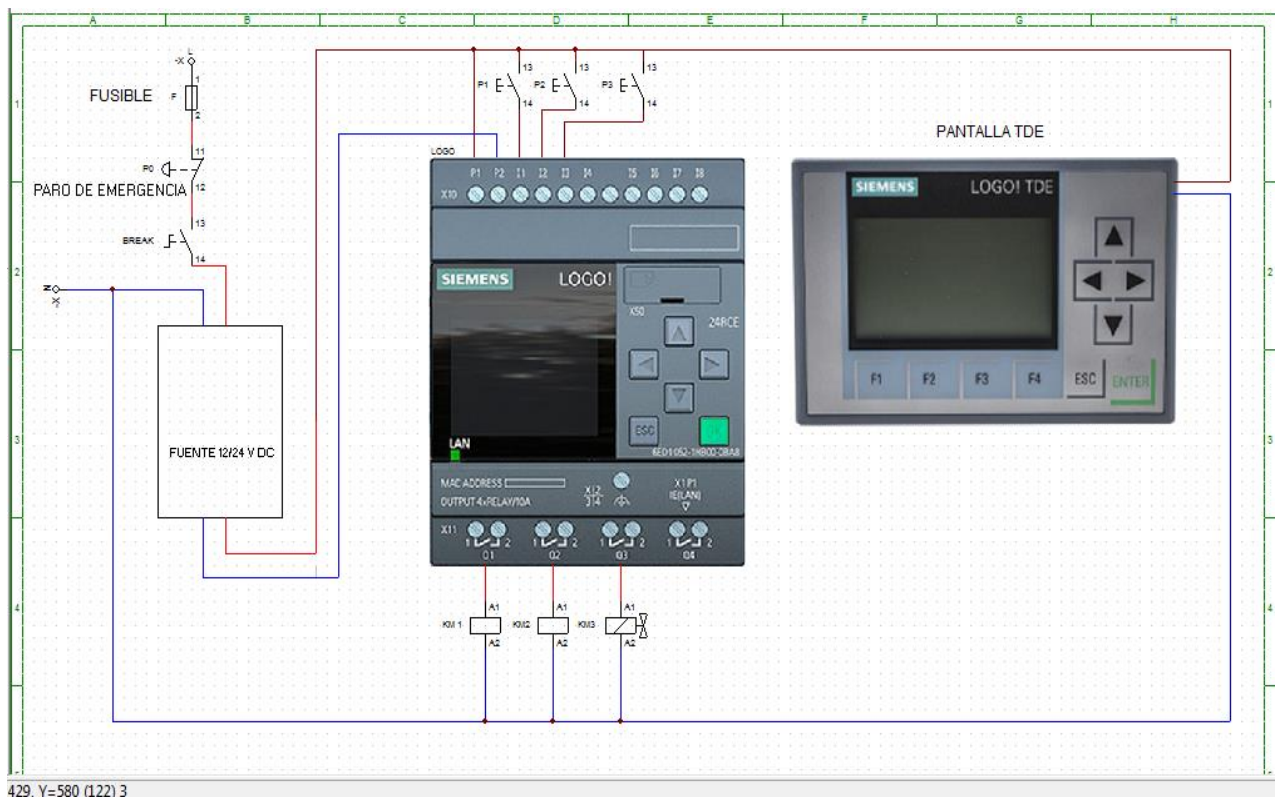 A B C D E F G H
1 1
2 2
3 3
4 4
L
-X
1
FUSIBLE F
2
11
P0
PARO DE EMERGENCIA 12
13
BREAK
14
N
-X
FUENTE 12/24 V DC
P1 13 14
P2 13 14
P3 13 14
LOGO
P1 P2 I1 I2 I3 I4 I5 I6 I7 I8
X10
SIEMENS LOGO!
X50
24RCE
ESC OK
LAN
6ED1052-1HB00-0BA8
MAC ADDRESS
OUTPUT 4xRELAY/10A
X12
X1 P1
IE(LAN)
X11
1 2 1 2 1 2 1 2
Q1 Q2 Q3 Q4
A1 A1 A1
KM 1 KM2 KM3
A2 A2 A2
PANTALLA TDE
SIEMENS LOGO! TDE
F1 F2 F3 F4 ESC ENTER
429, Y=580 (122) 3